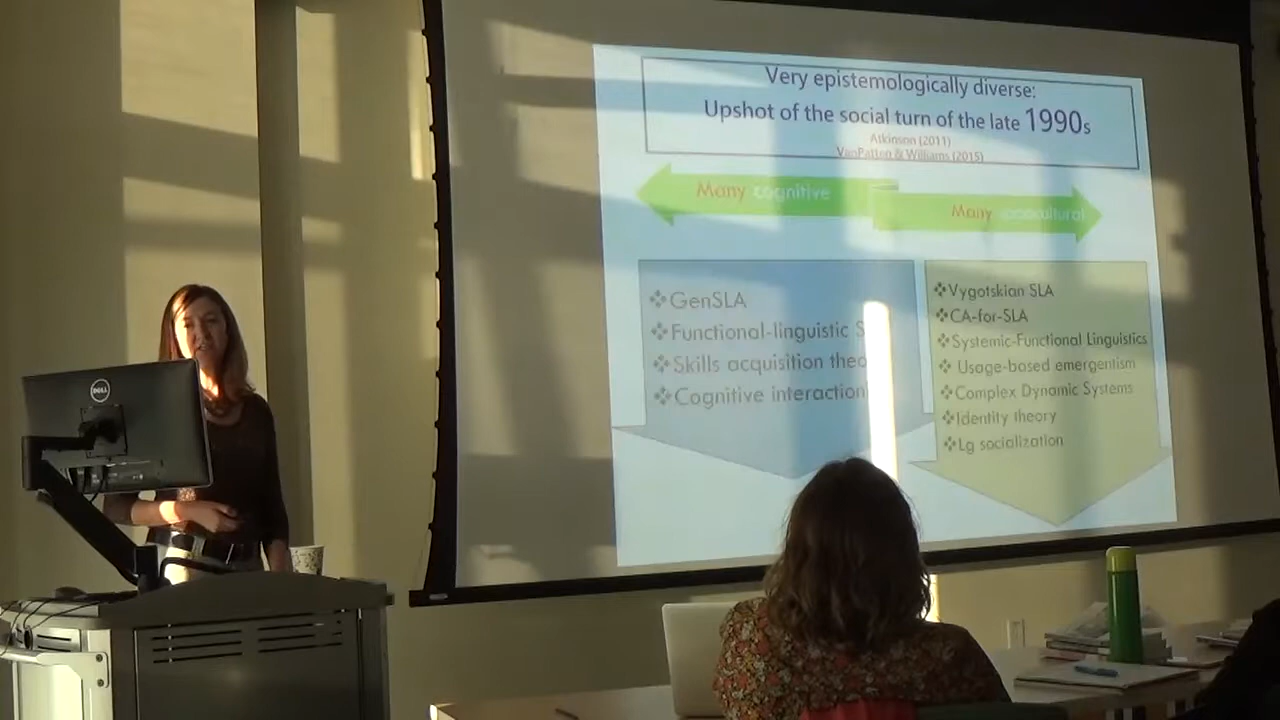 Very epistemologically diverse:
Upshot of the social turn of the late 1990s
Atkinson (2011)
VanPatten & Williams (2015)
Many cognitive
Many sociocultural
GenSLA
Functional-linguistic S
Skills acquisition theo
Cognitive interaction
Vygotskian SLA
CA-for-SLA
Systemic-Functional Linguistics
Usage-based emergentism
Complex Dynamic Systems
Identity theory
Lg socialization
DELL